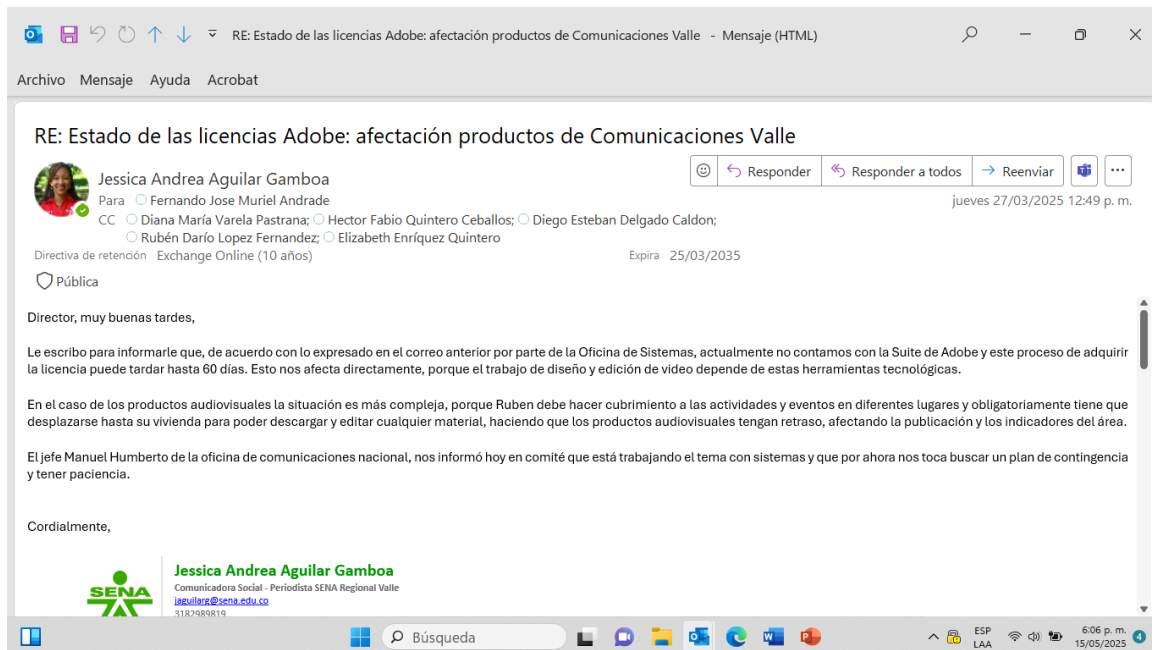 RE: Estado de las licencias Adobe: afectación productos de Comunicaciones Valle - Mensaje (HTML)
Archivo Mensaje Ayuda Acrobat
RE: Estado de las licencias Adobe: afectación productos de Comunicaciones Valle
Jessica Andrea Aguilar Gamboa
Responder Responder a todos Reenviar
Para Fernando Jose Muriel Andrade
jueves 27/03/2025 12:49 p. m.
CC Diana María Varela Pastrana; Hector Fabio Quintero Ceballos; Diego Esteban Delgado Caldon;
Rubén Darío Lopez Fernandez; Elizabeth Enríquez Quintero
Directiva de retención Exchange Online (10 años) Expira 25/03/2035
Pública
Director, muy buenas tardes,
Le escribo para informarle que, de acuerdo con lo expresado en el correo anterior por parte de la Oficina de Sistemas, actualmente no contamos con la Suite de Adobe y este proceso de adquirir
la licencia puede tardar hasta 60 días. Esto nos afecta directamente, porque el trabajo de diseño y edición de video depende de estas herramientas tecnológicas.
En el caso de los productos audiovisuales la situación es más compleja, porque Ruben debe hacer cubrimiento a las actividades y eventos en diferentes lugares y obligatoriamente tiene que
desplazarse hasta su vivienda para poder descargar y editar cualquier material, haciendo que los productos audiovisuales tengan retraso, afectando la publicación y los indicadores del área.
El jefe Manuel Humberto de la oficina de comunicaciones nacional, nos informó hoy en comité que está trabajando el tema con sistemas y que por ahora nos toca buscar un plan de contingencia
y tener paciencia.
Cordialmente,
SENA
Jessica Andrea Aguilar Gamboa
Comunicadora Social - Periodista SENA Regional Valle
jaguilarg@sena.edu.co
3182989819
Búsqueda
ESP
LAA
6:06 p. m.
15/05/2025
4